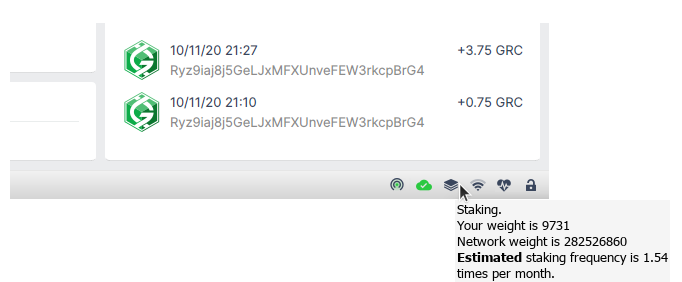 10/11/20 21:27 +3.75 GRC
Ryz9iaj8j5GeLJxMFXUnveFEW3rkcpBrG4
10/11/20 21:10 +0.75 GRC
Ryz9iaj8j5GeLJxMFXUnveFEW3rkcpBrG4
Staking.
Your weight is 9731
Network weight is 282526860
Estimated staking frequency is 1.54
times per month.